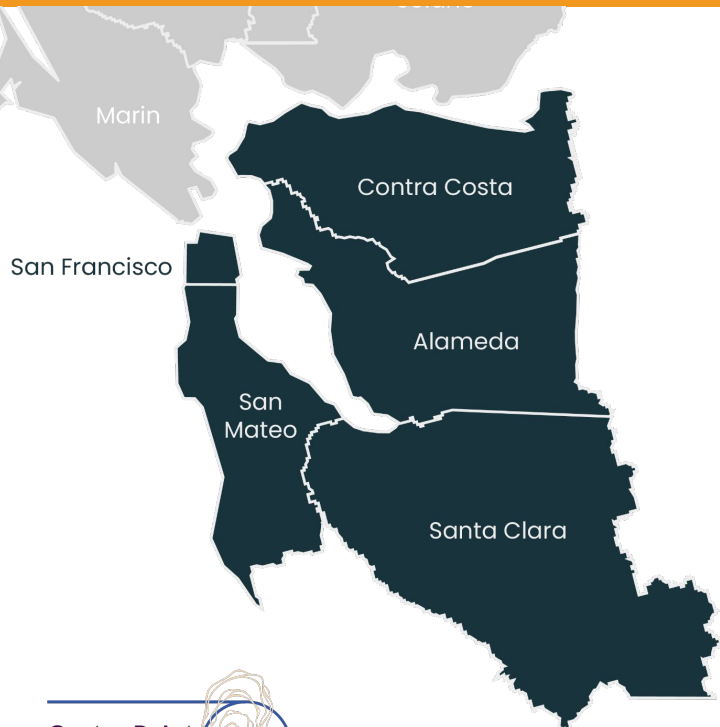 Marin
Contra Costa
San Francisco
Alameda
San
Mateo
Santa Clara